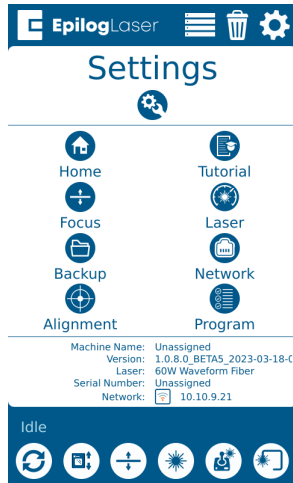 EpilogLaser
Settings
Home Tutorial
Focus Laser
Backup Network
Alignment Program
Machine Name: Unassigned
Version: 1.0.8.0_BETA5_2023-03-18-0
Laser: 60W Waveform Fiber
Serial Number: Unassigned
Network: 10.10.9.21
Idle